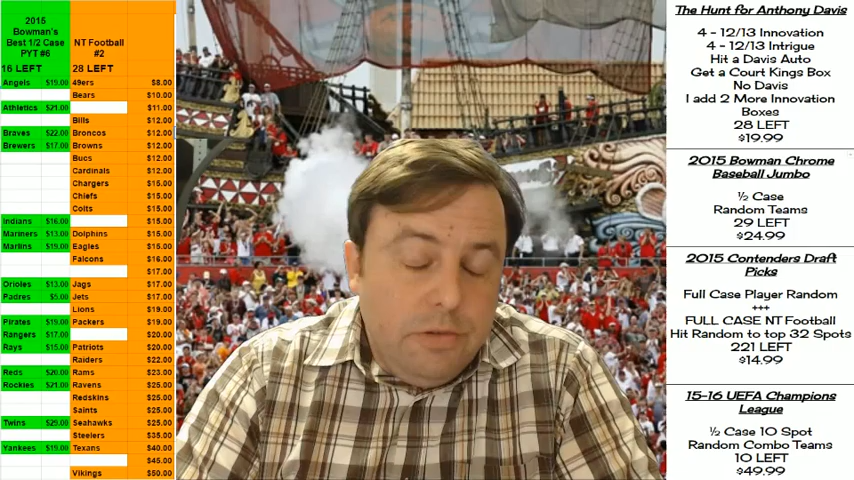 2015
Bowman's
Best 1/2 Case
PYT #6
16 LEFT
Angels $19.00
Athletics $21.00
Braves $22.00
Brewers $17.00
Indians $16.00
Mariners $13.00
Marlins $19.00
Orioles $13.00
Padres $5.00
Pirates $19.00
Rangers $17.00
Rays $15.00
Reds $20.00
Rockies $21.00
Twins $29.00
Yankees $19.00
NT Football
#2
28 LEFT
49ers $8.00
Bears $10.00
$11.00
Bills $12.00
Broncos $12.00
Browns $12.00
Bucs $12.00
Cardinals $12.00
Chargers $15.00
Chiefs $15.00
Colts $15.00
$15.00
Dolphins $15.00
Eagles $15.00
Falcons $16.00
$17.00
Jags $17.00
Jets $17.00
Lions $19.00
Packers $19.00
$20.00
Patriots $20.00
Raiders $22.00
Rams $23.00
Ravens $25.00
Redskins $25.00
Saints $25.00
Seahawks $25.00
Steelers $35.00
Texans $40.00
$45.00
Vikings $50.00
The Hunt for Anthony Davis
4 - 12/13 Innovation
4 - 12/13 Intrigue
Hit a Davis Auto
Get a Court Kings Box
No Davis
I add 2 More Innovation
Boxes
28 LEFT
$19.99
2015 Bowman Chrome
Baseball Jumbo
½ Case
Random Teams
29 LEFT
$24.99
2015 Contenders Draft
Picks
Full Case Player Random
+++
FULL CASE NT Football
Hit Random to top 32 Spots
221 LEFT
$14.99
15-16 UEFA Champions
League
½ Case 10 Spot
Random Combo Teams
10 LEFT
$49.99